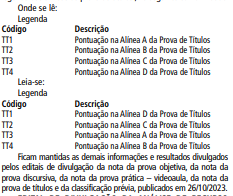 Onde se lê:
Legenda
Código Descrição
TT1 Pontuação na Alínea A da Prova de Títulos
TT2 Pontuação na Alínea B da Prova de Títulos
TT3 Pontuação na Alínea C da Prova de Títulos
TT4 Pontuação na Alínea D da Prova de Títulos
Leia-se:
Legenda
Código Descrição
TT1 Pontuação na Alínea C da Prova de Títulos
TT2 Pontuação na Alínea D da Prova de Títulos
TT3 Pontuação na Alínea A da Prova de Títulos
TT4 Pontuação na Alínea B da Prova de Títulos
Ficam mantidas as demais informações e resultados divulgados
pelos editais de divulgação da nota da prova objetiva, da nota da
prova discursiva, da nota da prova prática – videoaula, da nota da
prova de títulos e da classificação prévia, publicados em 26/10/2023.